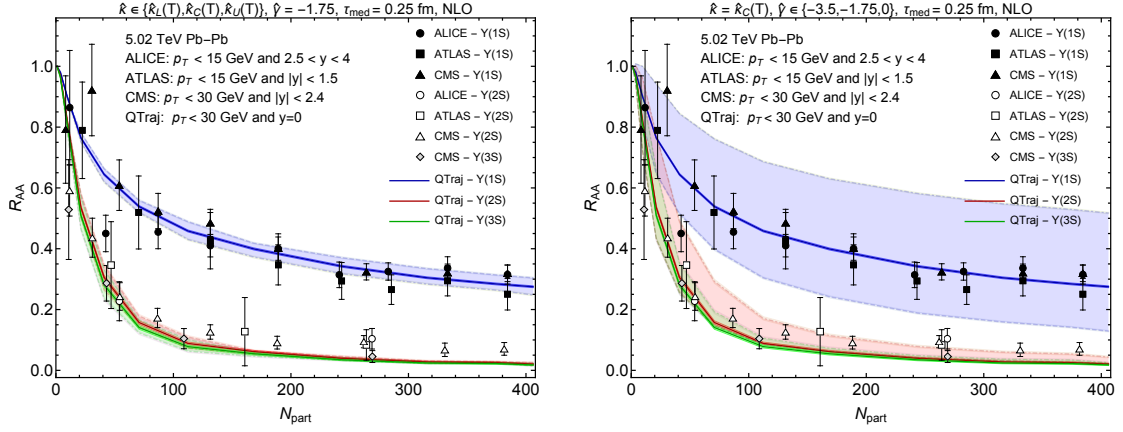 κ̂ ∈ {κ̂_L(T),κ̂_C(T),κ̂_U(T)}, γ̂ = −1.75, τ_med = 0.25 fm, NLO
5.02 TeV Pb–Pb
ALICE: p_T < 15 GeV and 2.5 < y < 4
ATLAS: p_T < 15 GeV and |y| < 1.5
CMS: p_T < 30 GeV and |y| < 2.4
QTraj: p_T < 30 GeV and y=0
ALICE – Υ(1S)
ATLAS – Υ(1S)
CMS – Υ(1S)
ALICE – Υ(2S)
ATLAS – Υ(2S)
CMS – Υ(2S)
CMS – Υ(3S)
QTraj – Υ(1S)
QTraj – Υ(2S)
QTraj – Υ(3S)
R_AA
1.0
0.8
0.6
0.4
0.2
0.0
0 100 200 300 400
N_part
κ̂ = κ̂_C(T), γ̂ ∈ {−3.5,−1.75,0}, τ_med = 0.25 fm, NLO
5.02 TeV Pb–Pb
ALICE: p_T < 15 GeV and 2.5 < y < 4
ATLAS: p_T < 15 GeV and |y| < 1.5
CMS: p_T < 30 GeV and |y| < 2.4
QTraj: p_T < 30 GeV and y=0
ALICE – Υ(1S)
ATLAS – Υ(1S)
CMS – Υ(1S)
ALICE – Υ(2S)
ATLAS – Υ(2S)
CMS – Υ(2S)
CMS – Υ(3S)
QTraj – Υ(1S)
QTraj – Υ(2S)
QTraj – Υ(3S)
R_AA
1.0
0.8
0.6
0.4
0.2
0.0
0 100 200 300 400
N_part